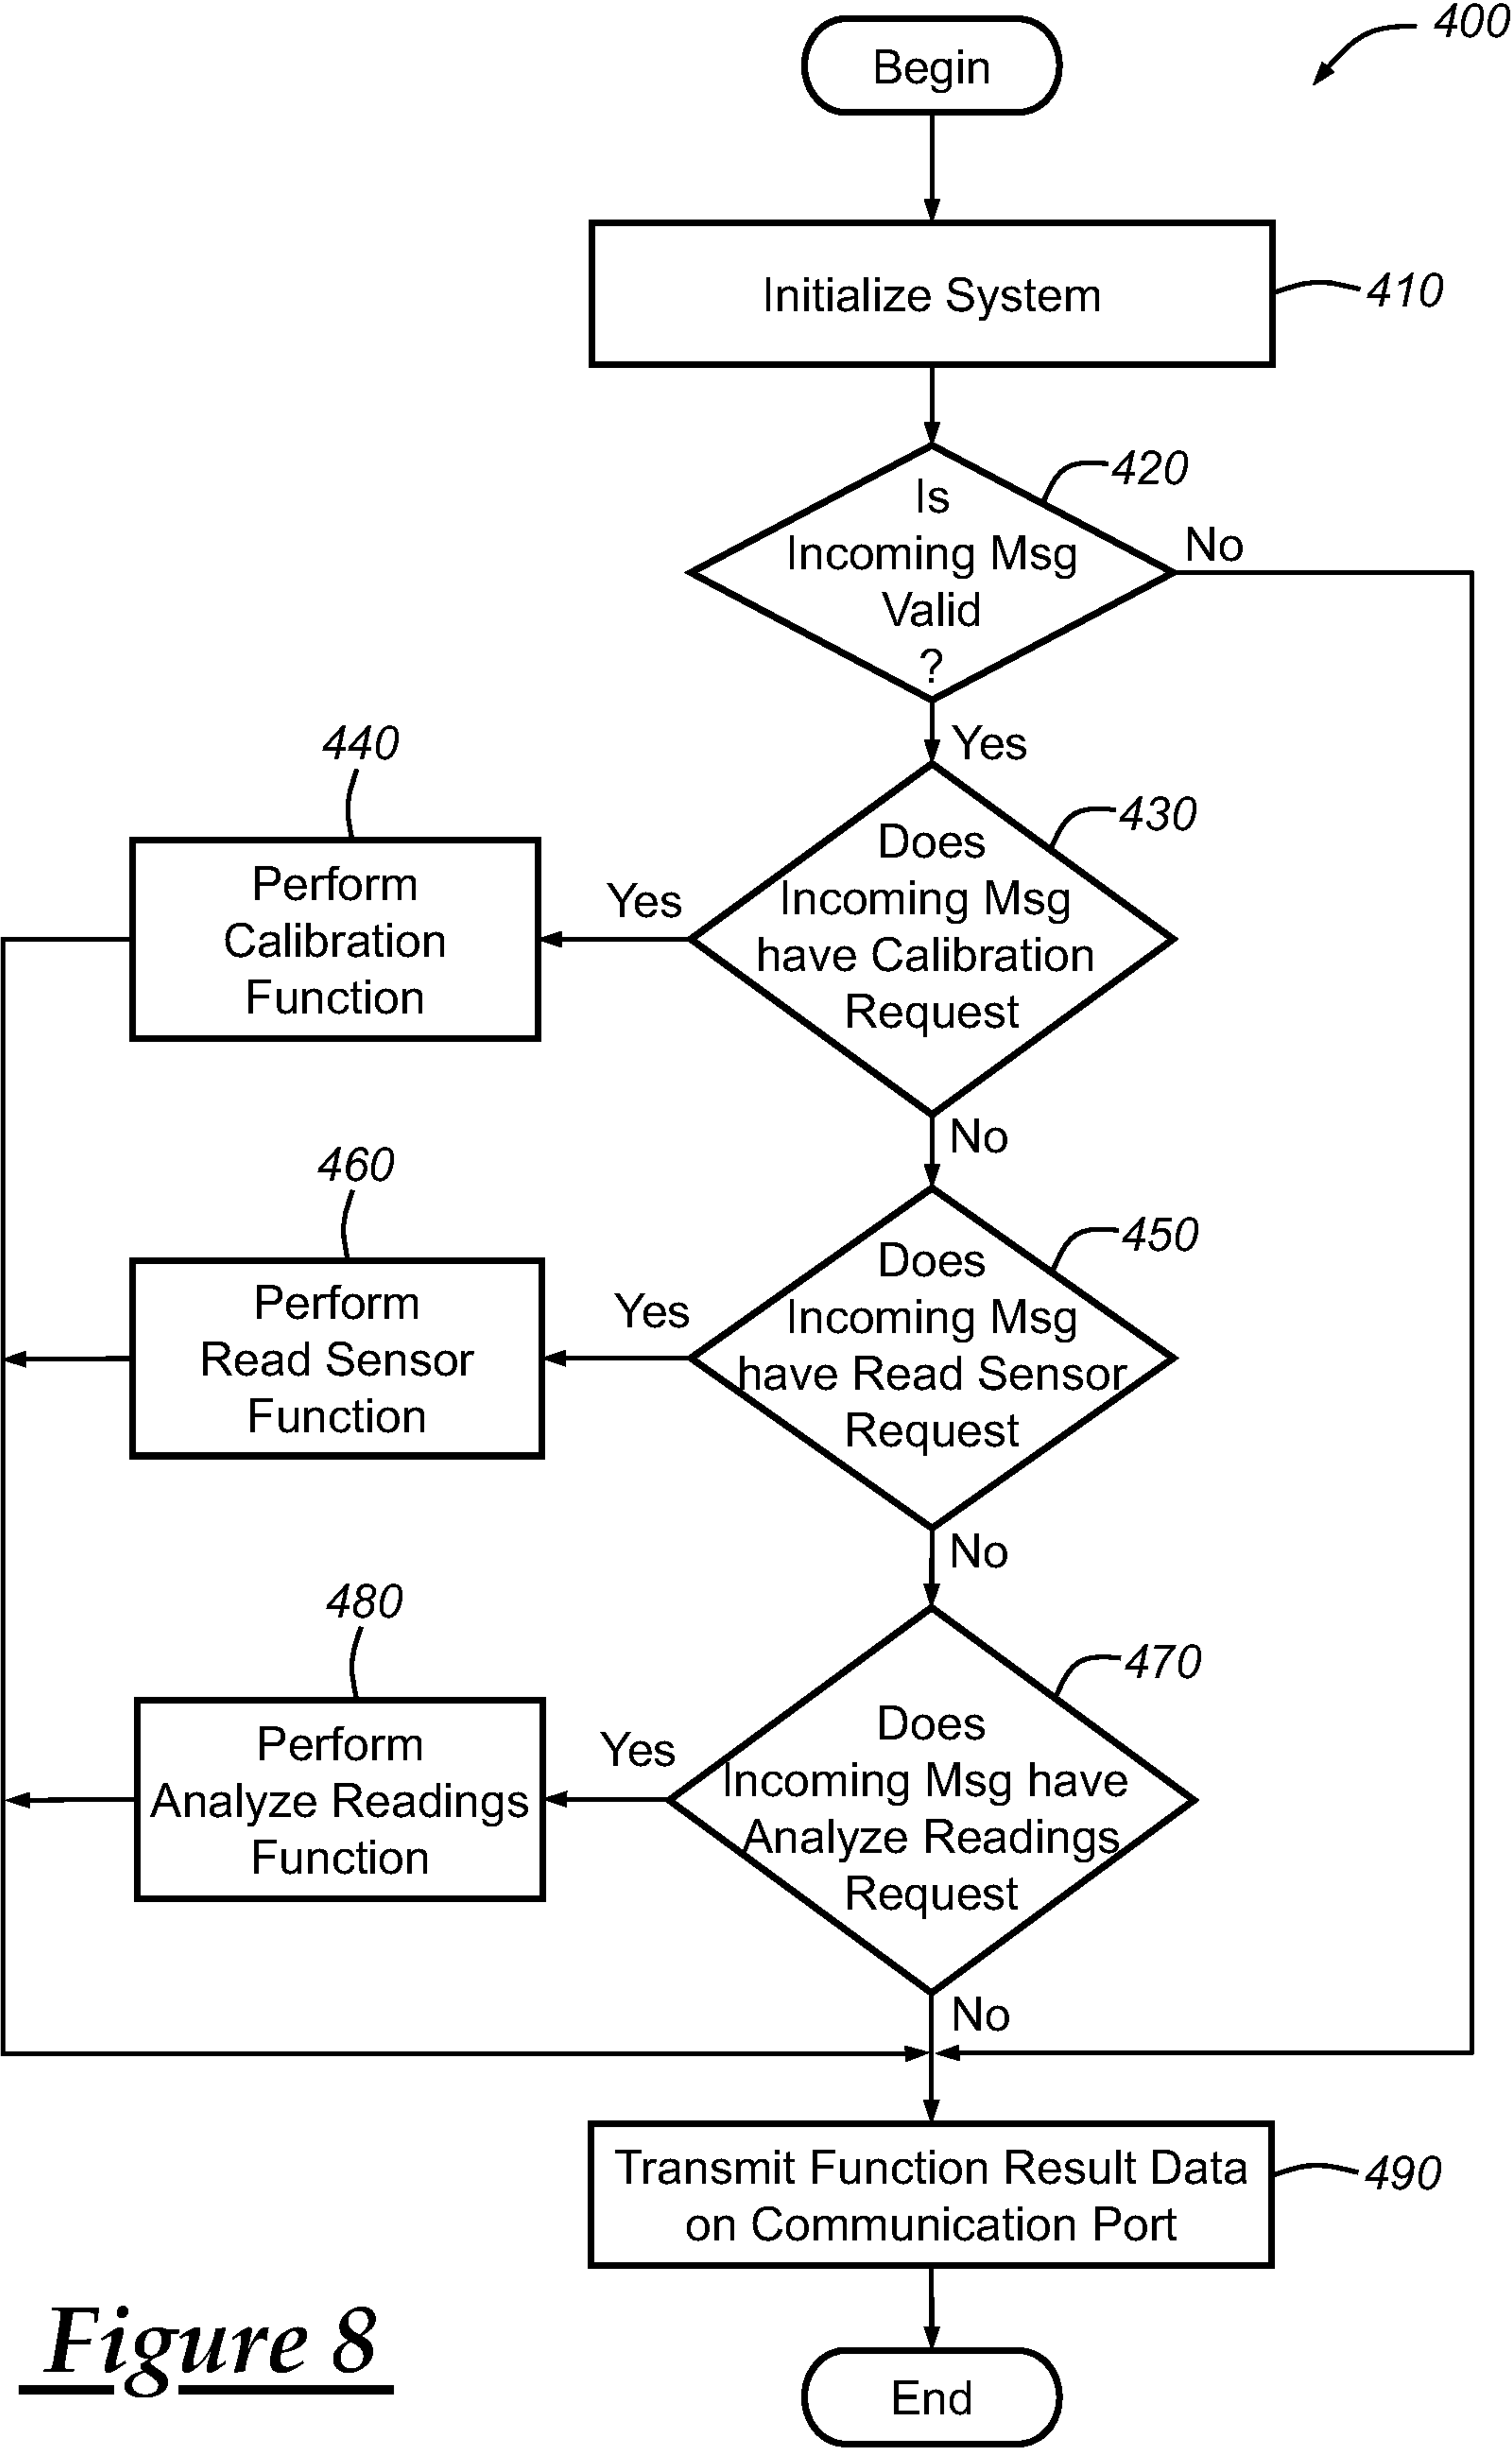 400
Begin
Initialize System
410
420
Is
Incoming Msg
Valid
?
No
Yes
440
430
Perform
Calibration
Function
Yes
Does
Incoming Msg
have Calibration
Request
No
460
450
Perform
Read Sensor
Function
Yes
Does
Incoming Msg
have Read Sensor
Request
No
480
470
Perform
Analyze Readings
Function
Yes
Does
Incoming Msg have
Analyze Readings
Request
No
Transmit Function Result Data
on Communication Port
490
End
Figure 8